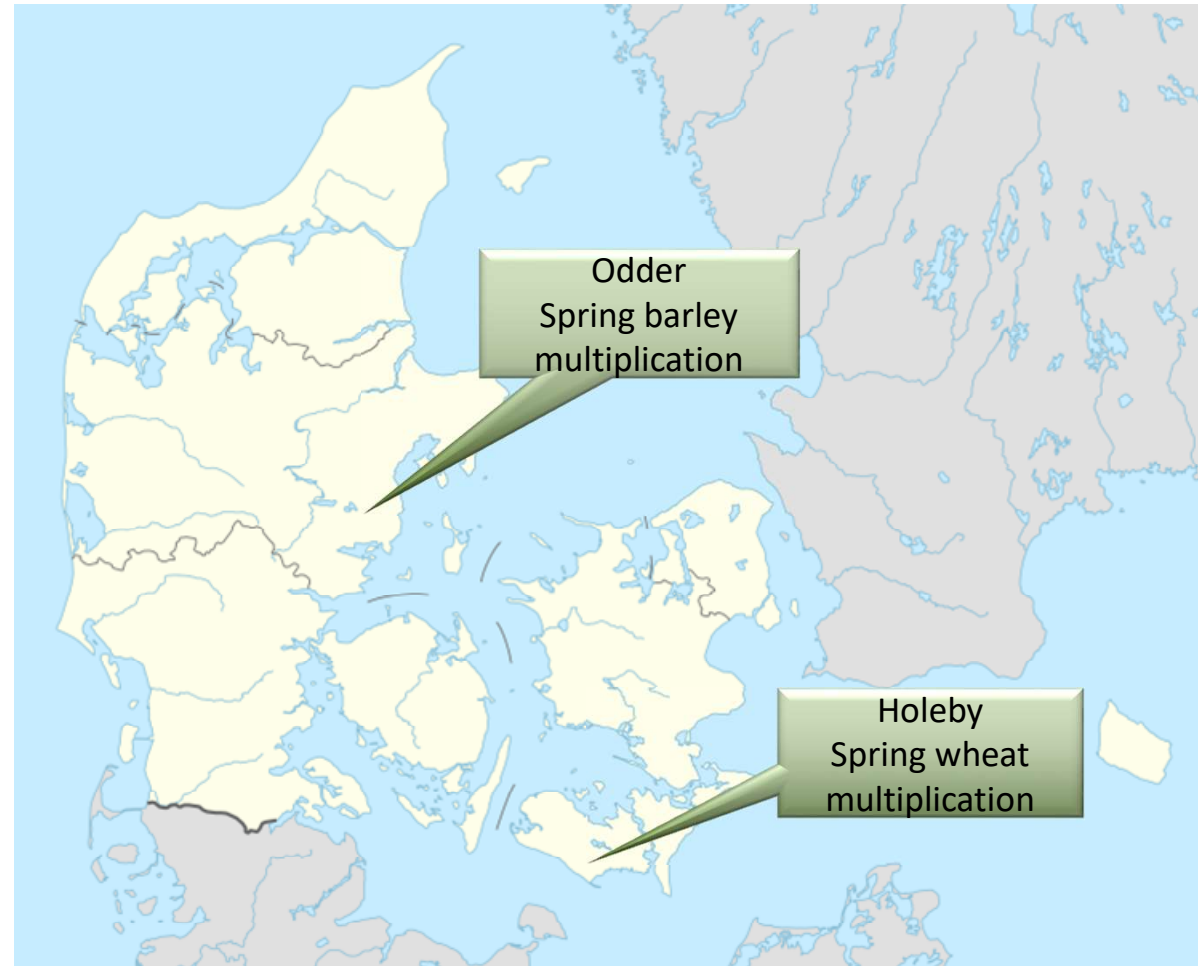 Odder
Spring barley
multiplication
Holeby
Spring wheat
multiplication